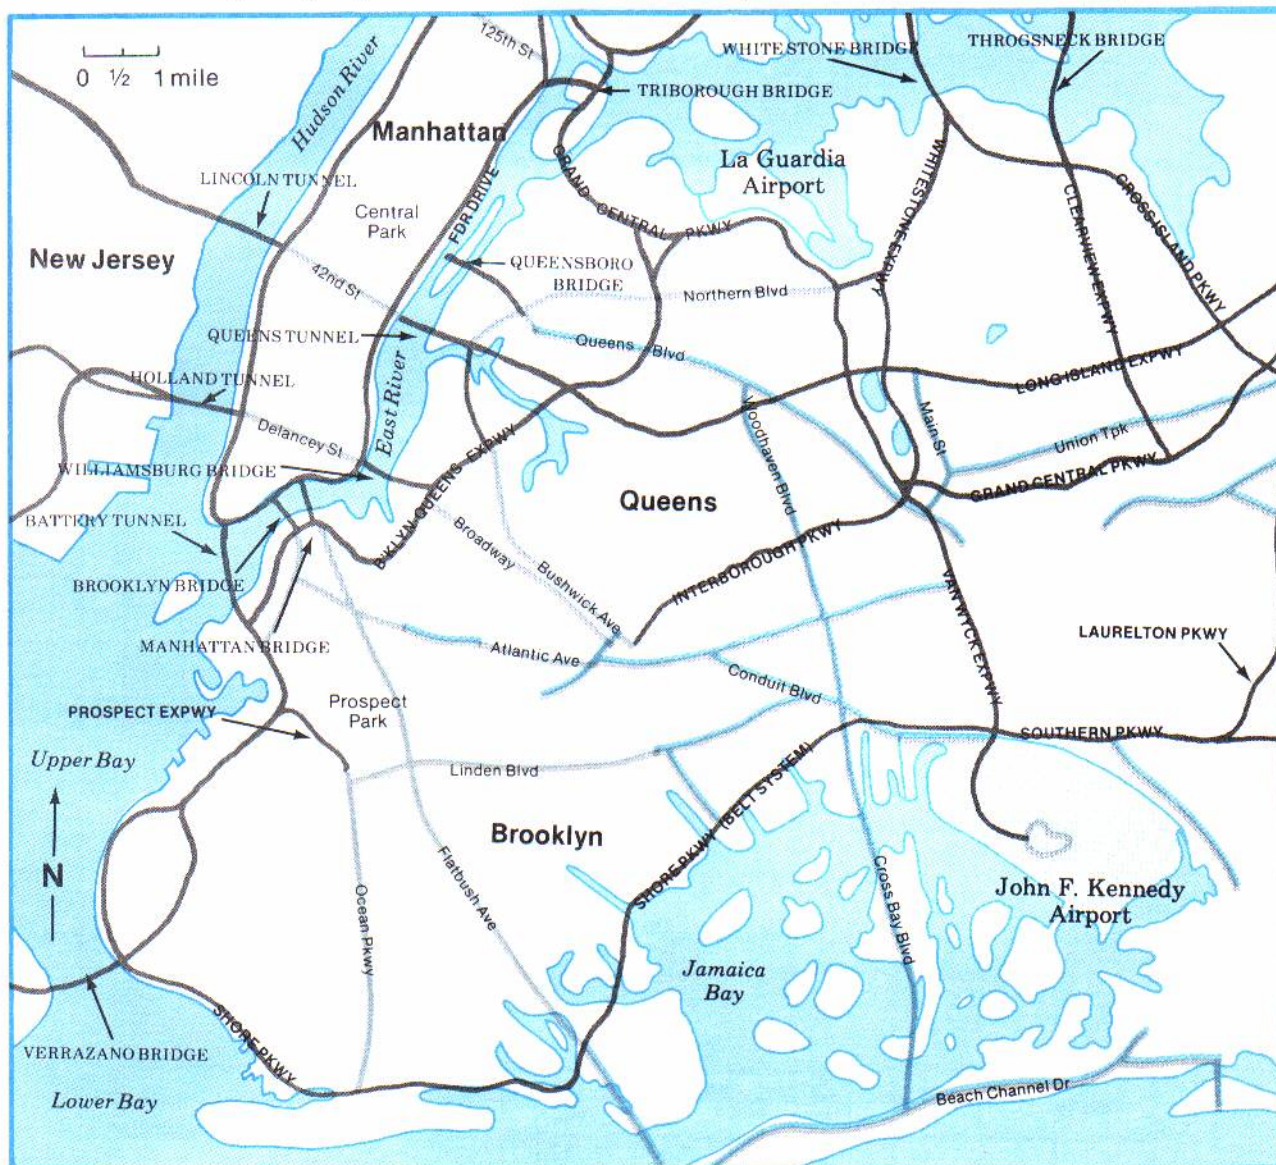 125th St
WHITE STONE BRIDGE
THROGSNECK BRIDGE
0 ½ 1 mile
TRIBOROUGH BRIDGE
Hudson River
Manhattan
La Guardia
Airport
LINCOLN TUNNEL
GRAND CENTRAL PKWY
WHITESTONE EXPWY
CLEARVIEW EXPWY
CROSS ISLAND PKWY
Central
Park
FDR DRIVE
New Jersey
42nd St
QUEENSBORO
BRIDGE
Northern Blvd
QUEENS TUNNEL
Queens Blvd
East River
HOLLAND TUNNEL
LONG ISLAND EXPWY
Delancey St
Woodhaven Blvd
Main St
Union Tpk
WILLIAMSBURG BRIDGE
B'KLYN QUEENS EXPWY
GRAND CENTRAL PKWY
Queens
BATTERY TUNNEL
Broadway
Bushwick Ave
INTERBOROUGH PKWY
BROOKLYN BRIDGE
VAN WYCK EXPWY
MANHATTAN BRIDGE
Atlantic Ave
LAURELTON PKWY
Conduit Blvd
Prospect
Park
PROSPECT EXPWY
SOUTHERN PKWY
Upper Bay
Linden Blvd
SHORE PKWY (BELT SYSTEM)
Brooklyn
N
Flatbush Ave
Ocean Pkwy
Cross Bay Blvd
John F. Kennedy
Airport
Jamaica
Bay
SHORE PKWY
VERRAZANO BRIDGE
Lower Bay
Beach Channel Dr